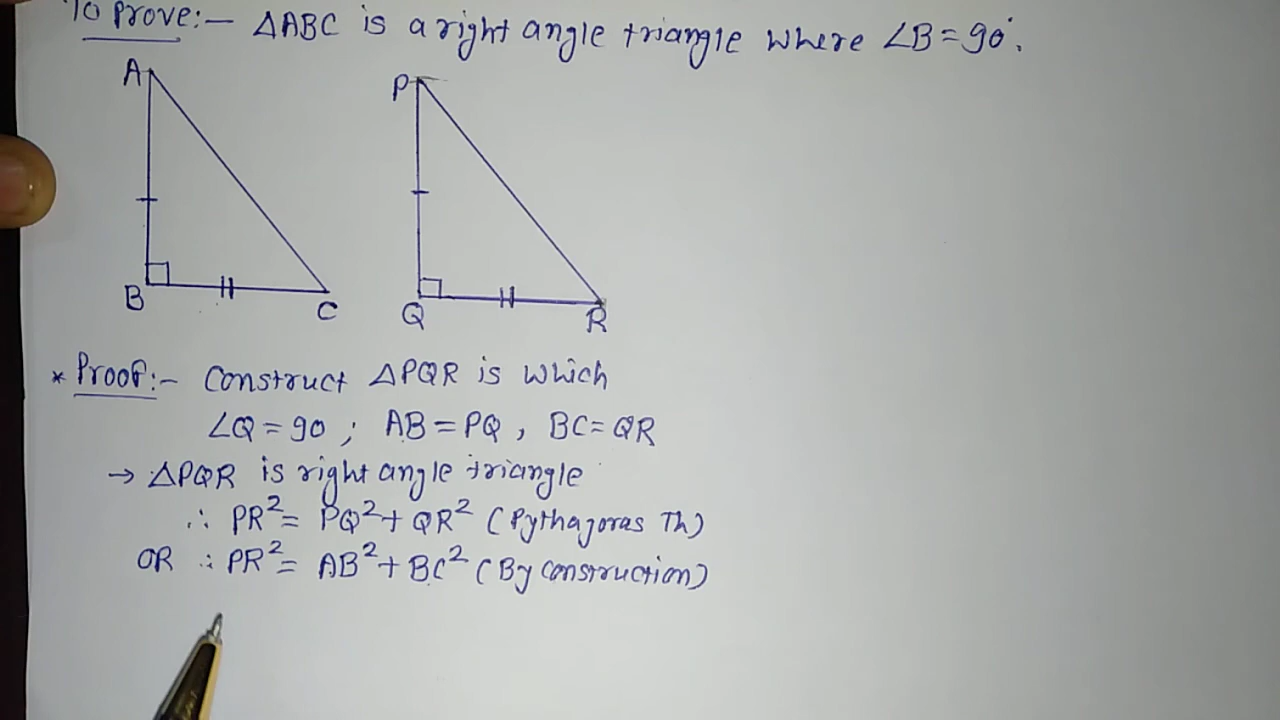 To Prove:- ΔABC is a right angle triangle where ∠B=90°.
A
P
B
C
Q
R
* Proof:- Construct ΔPQR is which
∠Q=90 ; AB=PQ , BC=QR
→ ΔPQR is right angle triangle
∴ PR²= PQ²+ QR² (Pythagoras Th)
OR ∴ PR²= AB²+ BC² (By Construction)